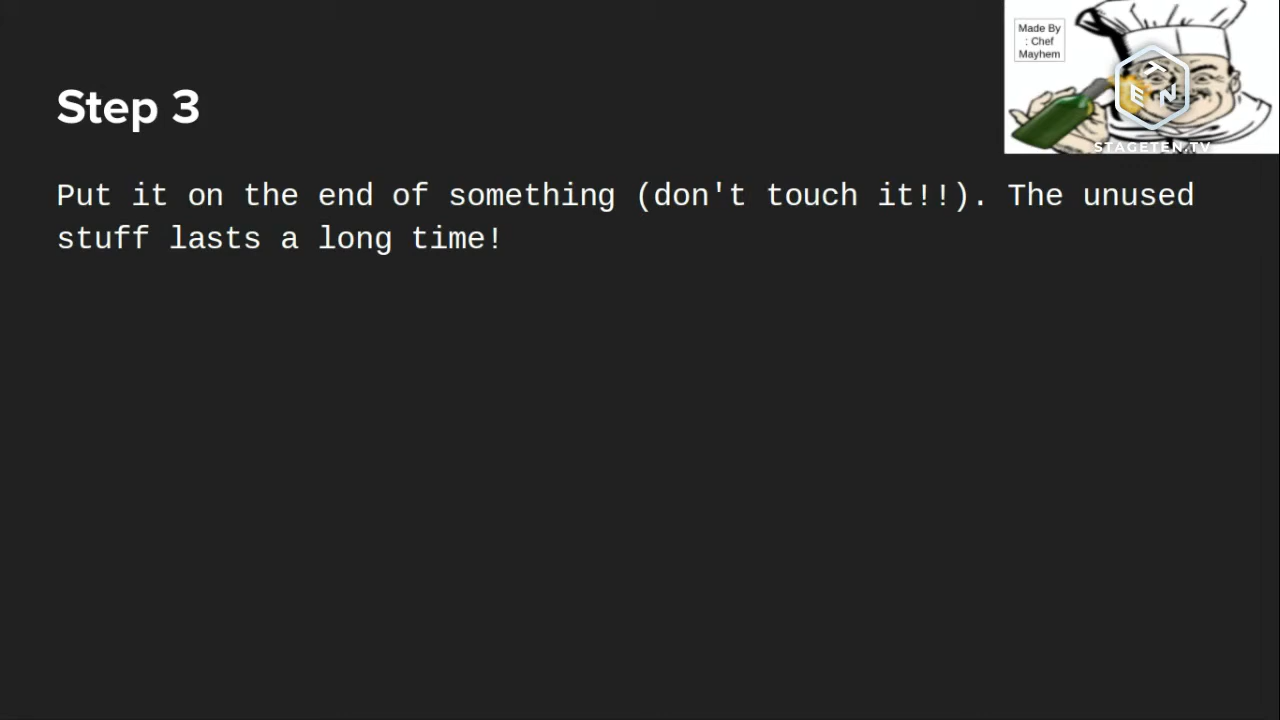 Made By
: Chef
Mayhem
Step 3
TEN
STAGETEN.TV
Put it on the end of something (don't touch it!!). The unused
stuff lasts a long time!